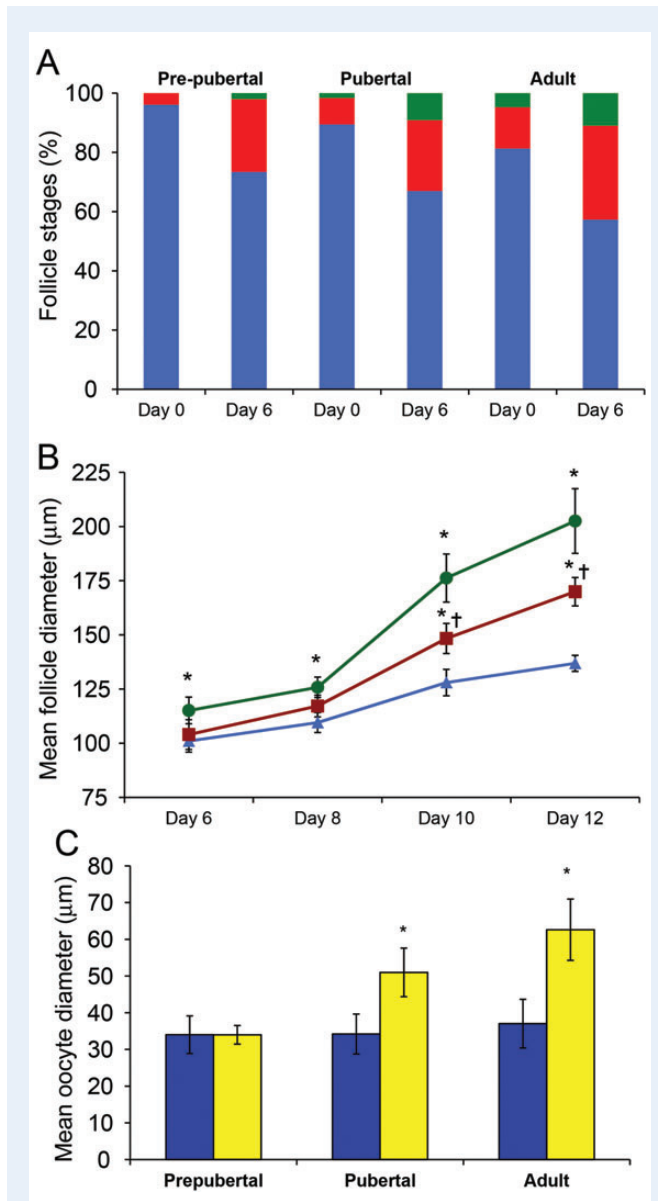 A
Pre-pubertal Pubertal Adult
Follicle stages (%)
100
80
60
40
20
0
Day 0 Day 6 Day 0 Day 6 Day 0 Day 6
B
Mean follicle diameter (μm)
225
200
175
150
125
100
75
* * * *
*† *†
Day 6 Day 8 Day 10 Day 12
C
Mean oocyte diameter (μm)
80
70
60
50
40
30
20
10
0
* *
Prepubertal Pubertal Adult